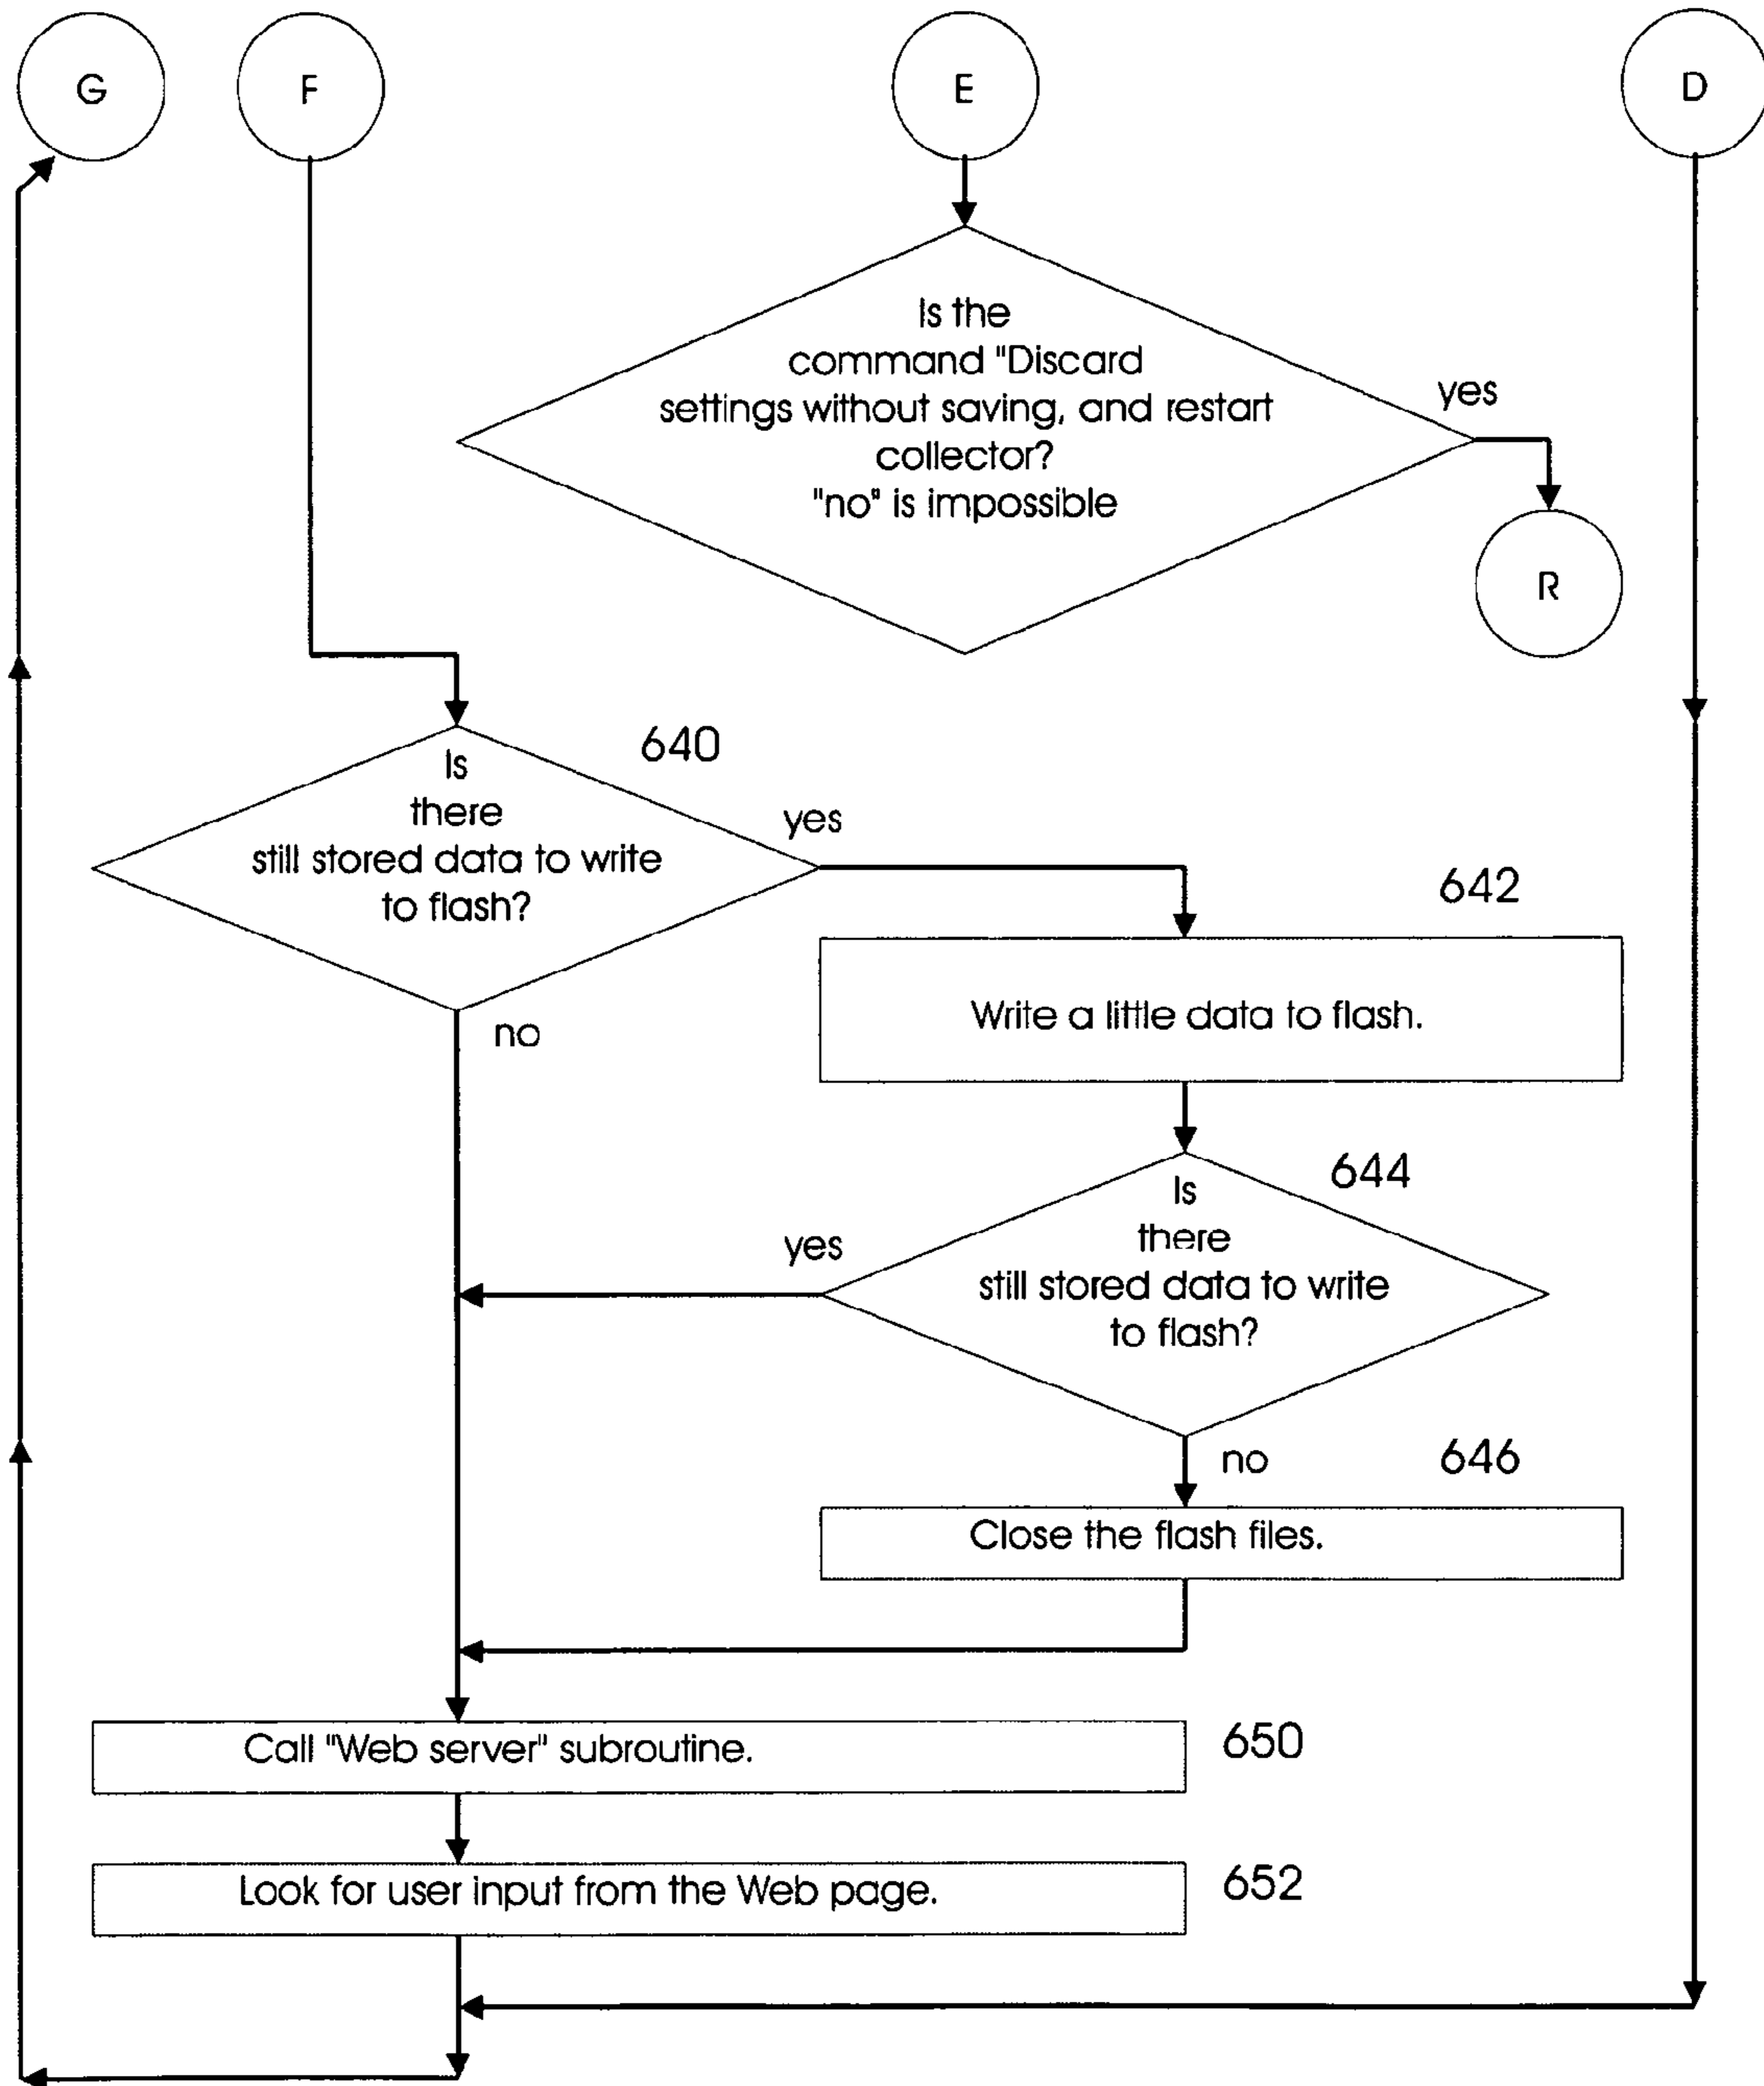 G
F
E
D
Is the
command "Discard
settings without saving, and restart
collector?
"no" is impossible
yes
R
640
Is
there
still stored data to write
to flash?
yes
no
642
Write a little data to flash.
644
Is
there
still stored data to write
to flash?
yes
no
646
Close the flash files.
Call "Web server" subroutine.
650
Look for user input from the Web page.
652